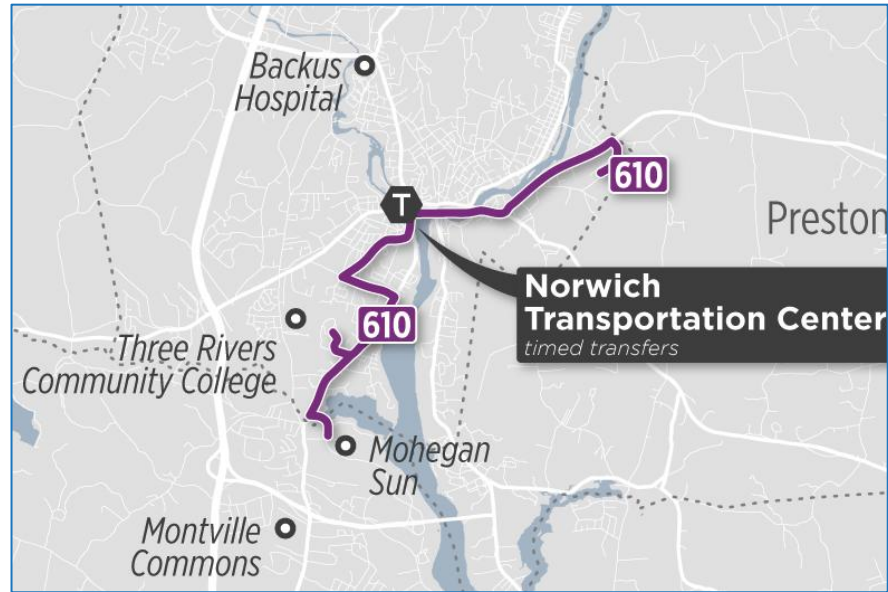 Backus
Hospital
T
610
Preston
Norwich
Transportation Center
timed transfers
610
Three Rivers
Community College
Mohegan
Sun
Montville
Commons